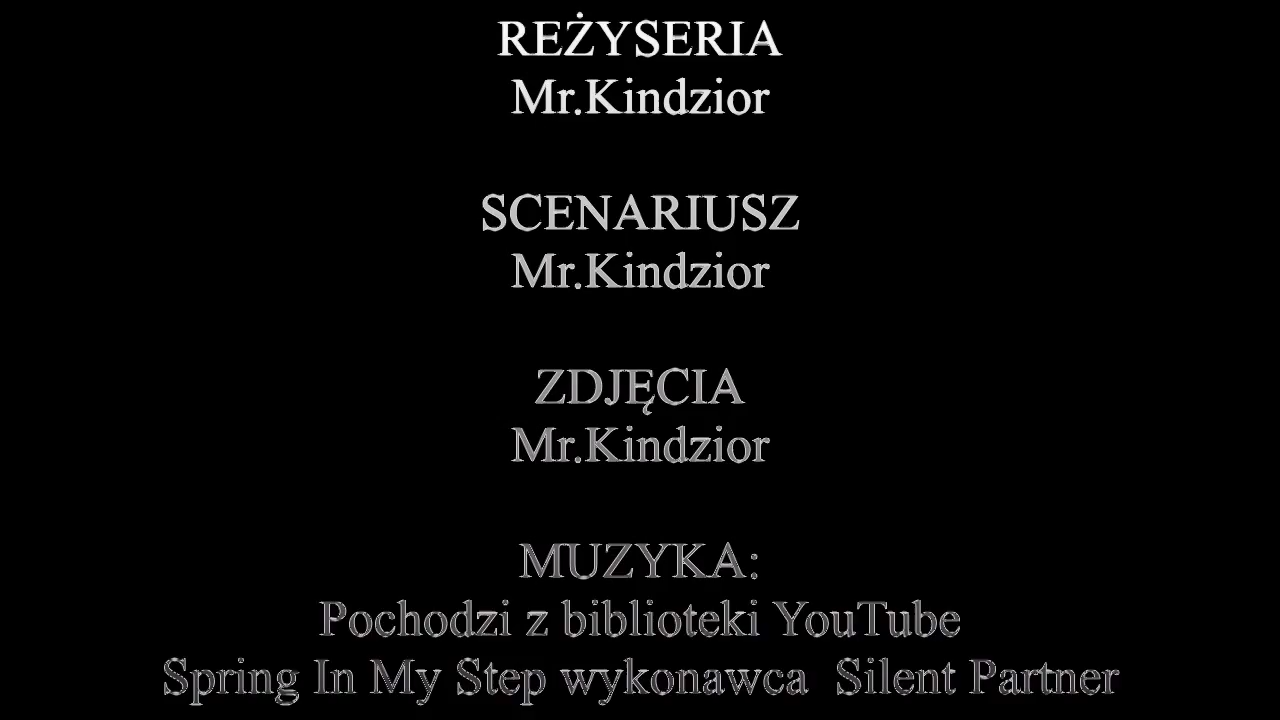 REŻYSERIA
Mr.Kindzior
SCENARIUSZ
Mr.Kindzior
ZDJĘCIA
Mr.Kindzior
MUZYKA:
Pochodzi z biblioteki YouTube
Spring In My Step wykonawca  Silent Partner